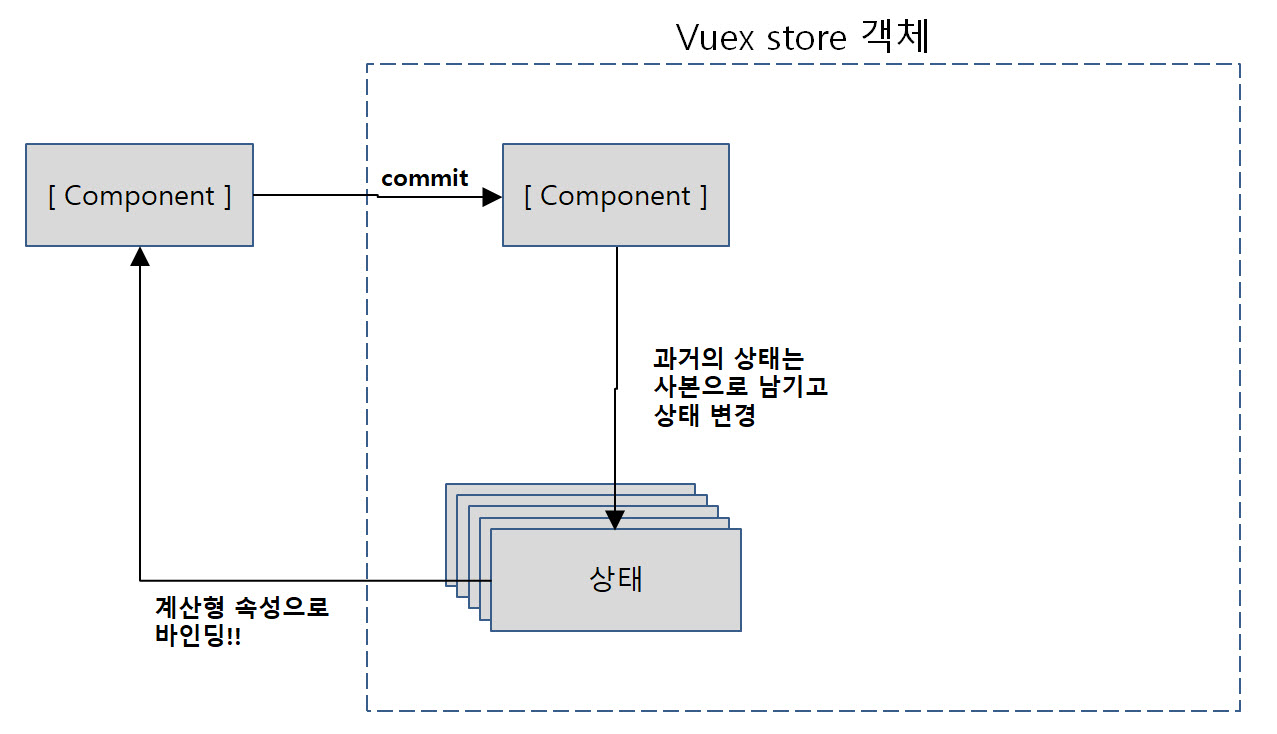 Vuex store 객체
[ Component ]
commit
[ Component ]
과거의 상태는
사본으로 남기고
상태 변경
상태
계산형 속성으로
바인딩!!